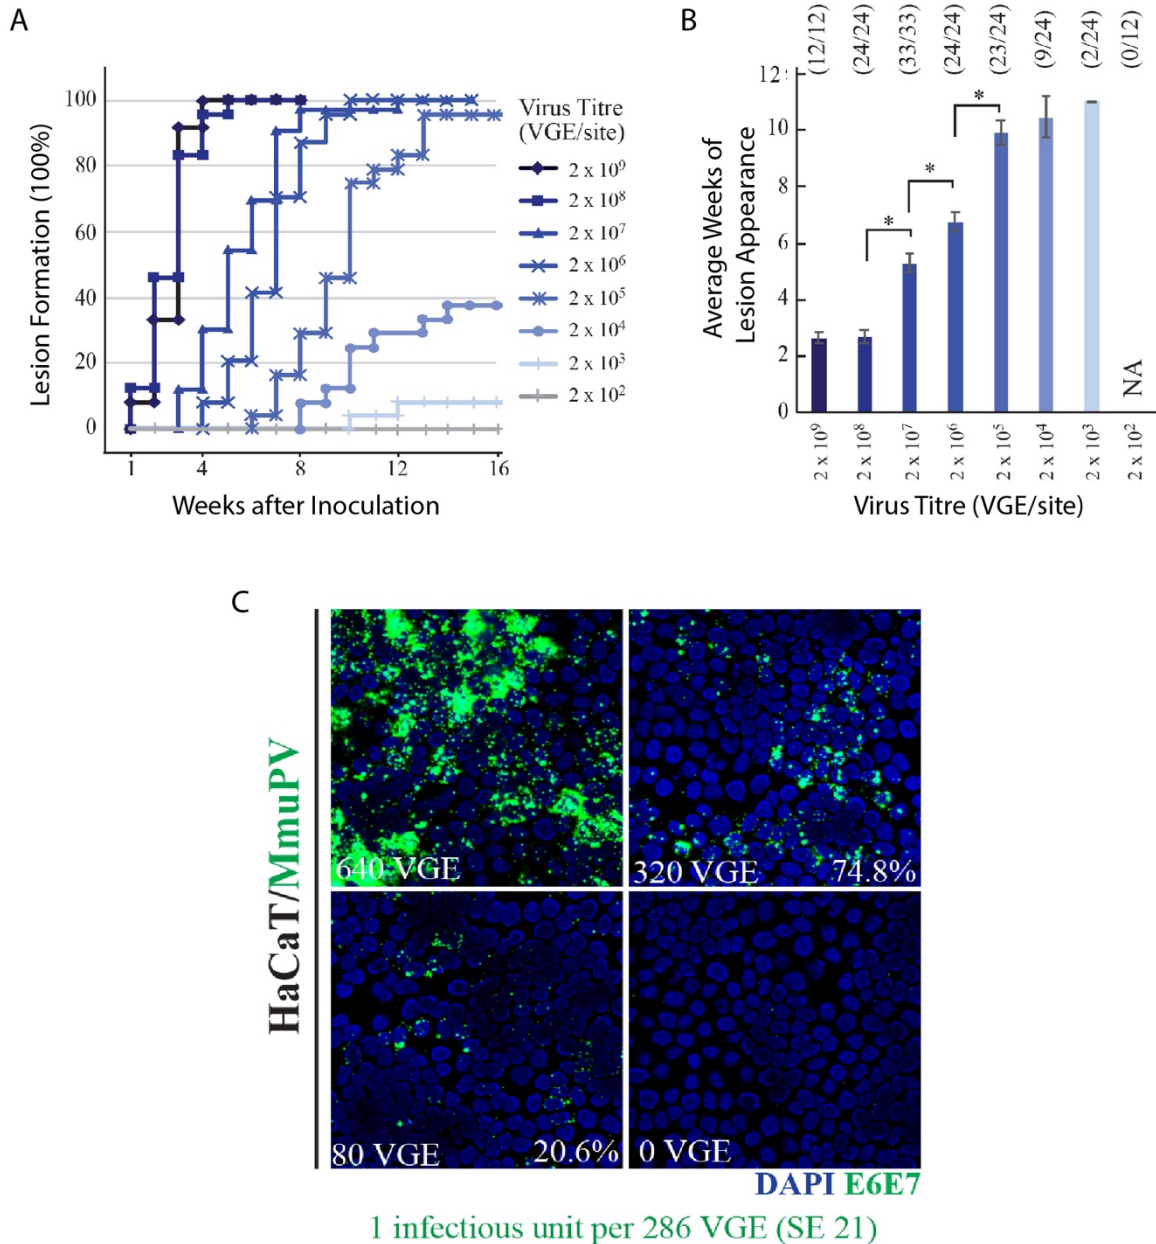 A
Lesion Formation (100%)
100
80
60
40
20
0
1
4
8
12
16
Weeks after Inoculation
Virus Titre
(VGE/site)
2 x 10⁹
2 x 10⁸
2 x 10⁷
2 x 10⁶
2 x 10⁵
2 x 10⁴
2 x 10³
2 x 10²
B
(12/12)
(24/24)
(33/33)
(24/24)
(23/24)
(9/24)
(2/24)
(0/12)
Average Weeks of
Lesion Appearance
12
10
8
6
4
2
0
*
*
*
NA
2 x 10⁹
2 x 10⁸
2 x 10⁷
2 x 10⁶
2 x 10⁵
2 x 10⁴
2 x 10³
2 x 10²
Virus Titre (VGE/site)
C
HaCaT/MmuPV
640 VGE
320 VGE 74.8%
80 VGE 20.6%
0 VGE
DAPI E6E7
1 infectious unit per 286 VGE (SE 21)